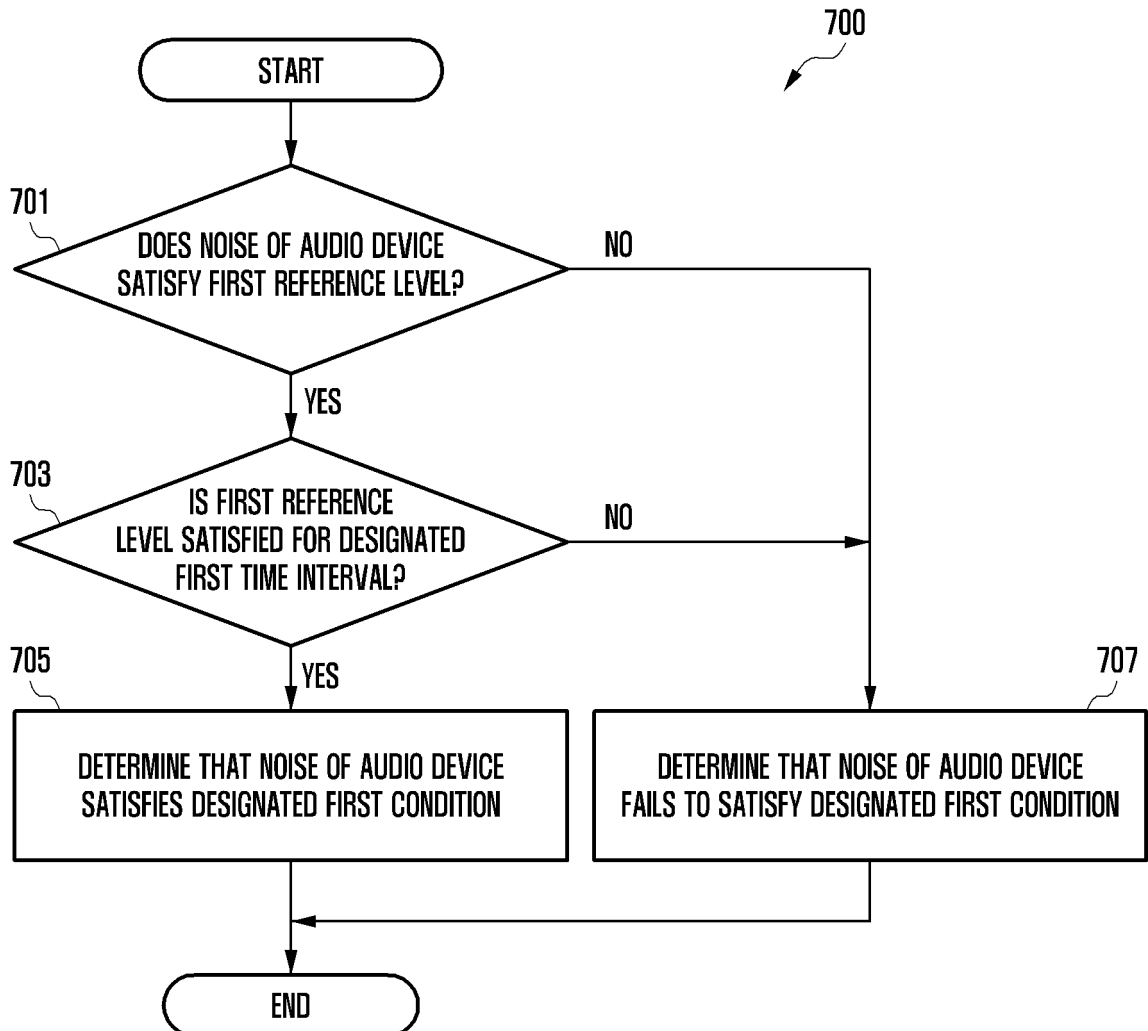 700
START
701
DOES NOISE OF AUDIO DEVICE
SATISFY FIRST REFERENCE LEVEL?
NO
YES
703
IS FIRST REFERENCE
LEVEL SATISFIED FOR DESIGNATED
FIRST TIME INTERVAL?
NO
YES
705
DETERMINE THAT NOISE OF AUDIO DEVICE
SATISFIES DESIGNATED FIRST CONDITION
707
DETERMINE THAT NOISE OF AUDIO DEVICE
FAILS TO SATISFY DESIGNATED FIRST CONDITION
END